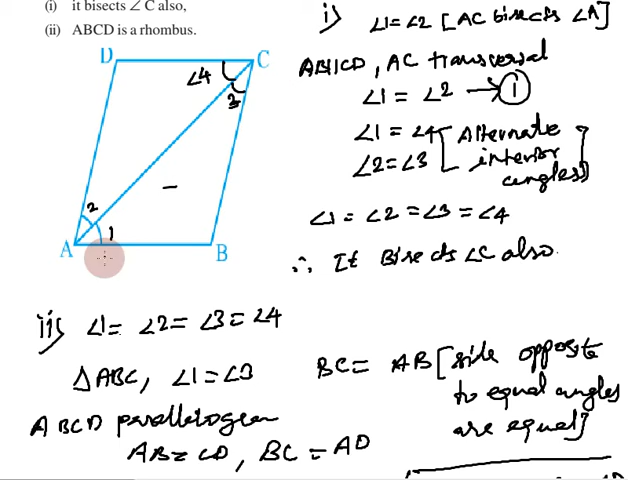 (i) it bisects ∠ C also,
(ii) ABCD is a rhombus.
D
C
∠4
3
2
1
A
B
i) ∠1=∠2 [AC bisects ∠A]
AB||CD, AC transversal
∠1 = ∠2 → ①
∠1 = ∠4 [Alternate
∠2=∠3 interior
angles]
∠1 = ∠2 = ∠3 = ∠4
∴ It Bisects ∠C also.
ii) ∠1= ∠2= ∠3=∠4
△ABC, ∠1=∠3
BC= AB [side opposite
to equal angles
are equal]
ABCD parallelogram
AB=CD, BC=AD